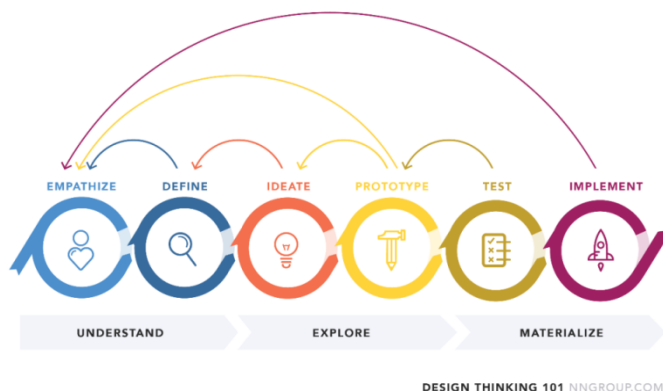 EMPATHIZE DEFINE IDEATE PROTOTYPE TEST IMPLEMENT
UNDERSTAND EXPLORE MATERIALIZE
DESIGN THINKING 101 NNGROUP.COM